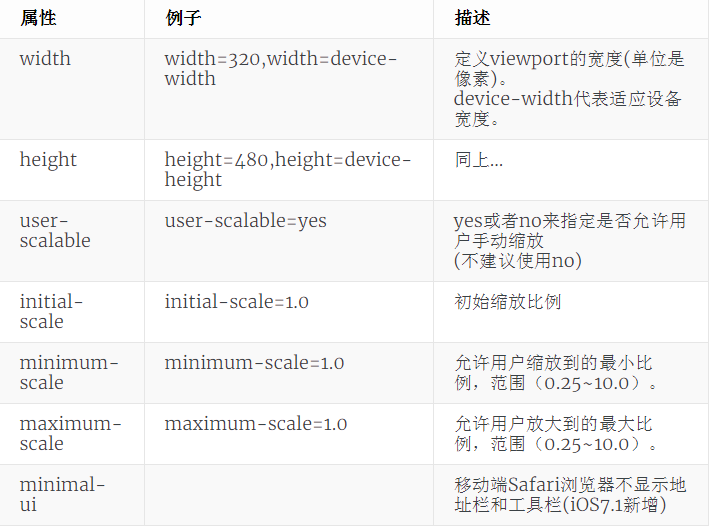 属性 例子 描述
width width=320,width=device- 定义viewport的宽度(单位是
width 像素)。
device-width代表适应设备
宽度。
height height=480,height=device- 同上...
height
user- user-scalable=yes yes或者no来指定是否允许用
scalable 户手动缩放
(不建议使用no)
initial- initial-scale=1.0 初始缩放比例
scale
minimum- minimum-scale=1.0 允许用户缩放到的最小比
scale 例，范围（0.25~10.0）。
maximum- maximum-scale=1.0 允许用户放大到的最大比
scale 例，范围（0.25~10.0）。
minimal- 移动端Safari浏览器不显示地
ui 址栏和工具栏(iOS7.1新增)